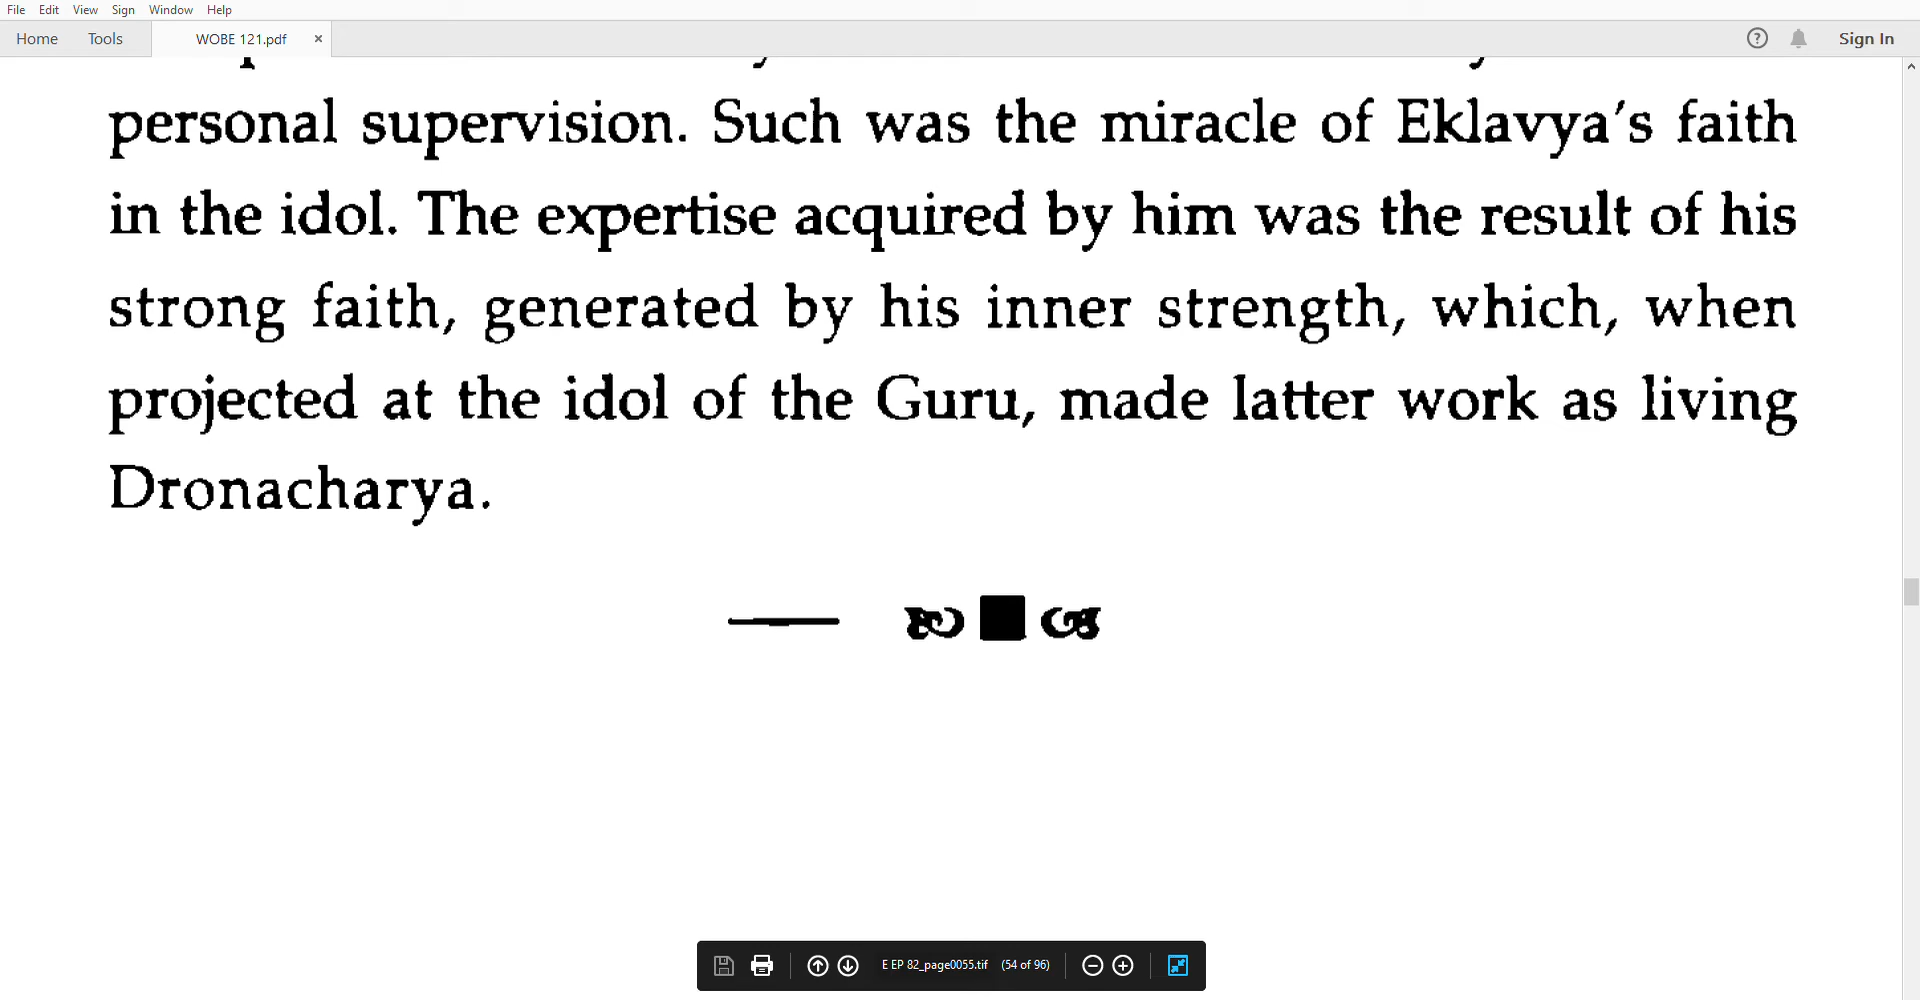 File Edit View Sign Window Help
Home Tools WOBE 121.pdf × ? Sign In
personal supervision. Such was the miracle of Eklavya's faith
in the idol. The expertise acquired by him was the result of his
strong faith, generated by his inner strength, which, when
projected at the idol of the Guru, made latter work as living
Dronacharya.
E EP 82_page0055.tif (54 of 96)